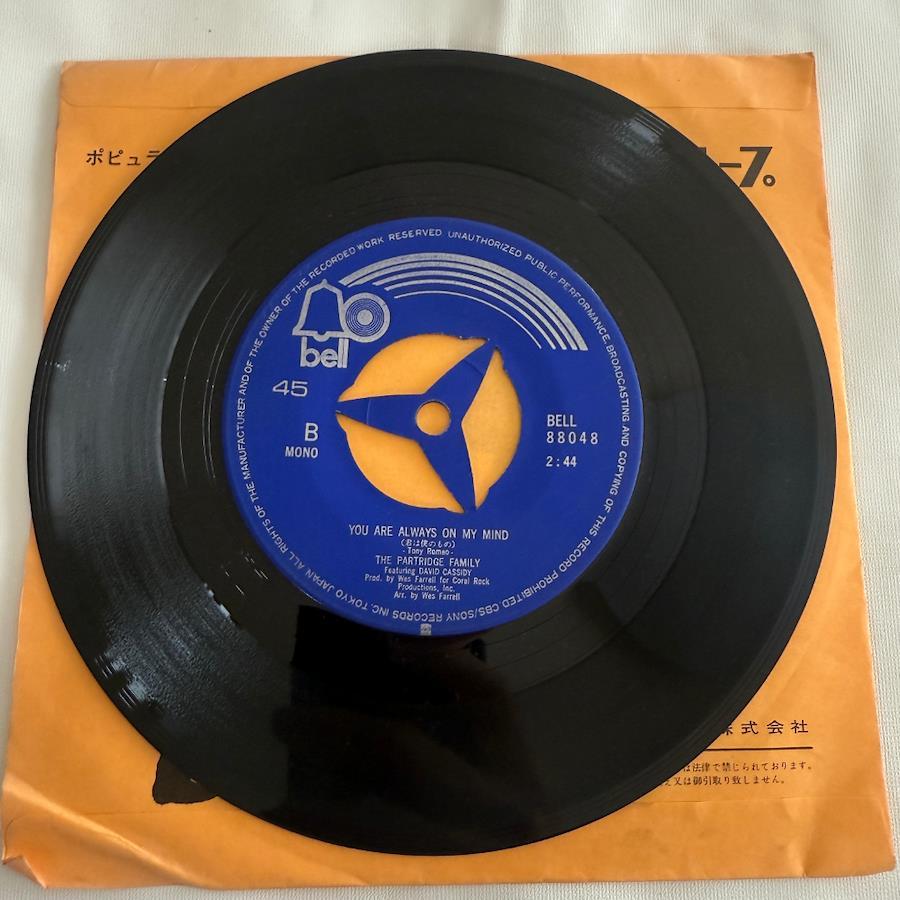 ポピュラ
ープ。
ALL RIGHTS OF THE MANUFACTURER AND OF THE OWNER OF THE RECORDED WORK RESERVED UNAUTHORIZED PUBLIC PERFORMANCE, BROADCASTING AND COPYING OF THIS RECORD PROHIBITED CBS/SONY RECORDS INC. TOKYO JAPAN
bell
45
B
MONO
BELL
88048
2:44
YOU ARE ALWAYS ON MY MIND
(君は僕のもの)
- Tony Romeo -
THE PARTRIDGE FAMILY
Featuring DAVID CASSIDY
Prod. by Wes Farrell for Coral Rock
Productions, Inc.
Arr. by Wes Farrell
株式会社
は法律で禁じられております。
又は御引取り致しません。